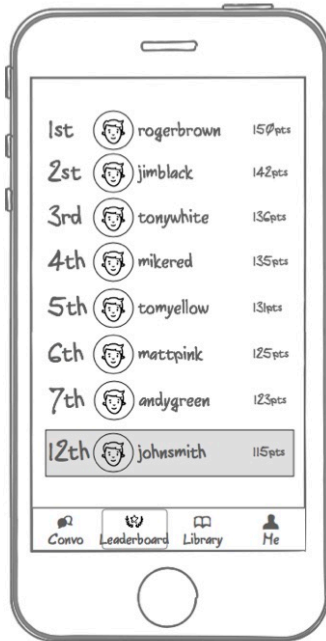 1st rogerbrown 150pts
2st jimblack 142pts
3rd tonywhite 136pts
4th mikered 135pts
5th tomyellow 131pts
6th mattpink 125pts
7th andygreen 123pts
12th johnsmith 115pts
Convo Leaderboard Library Me